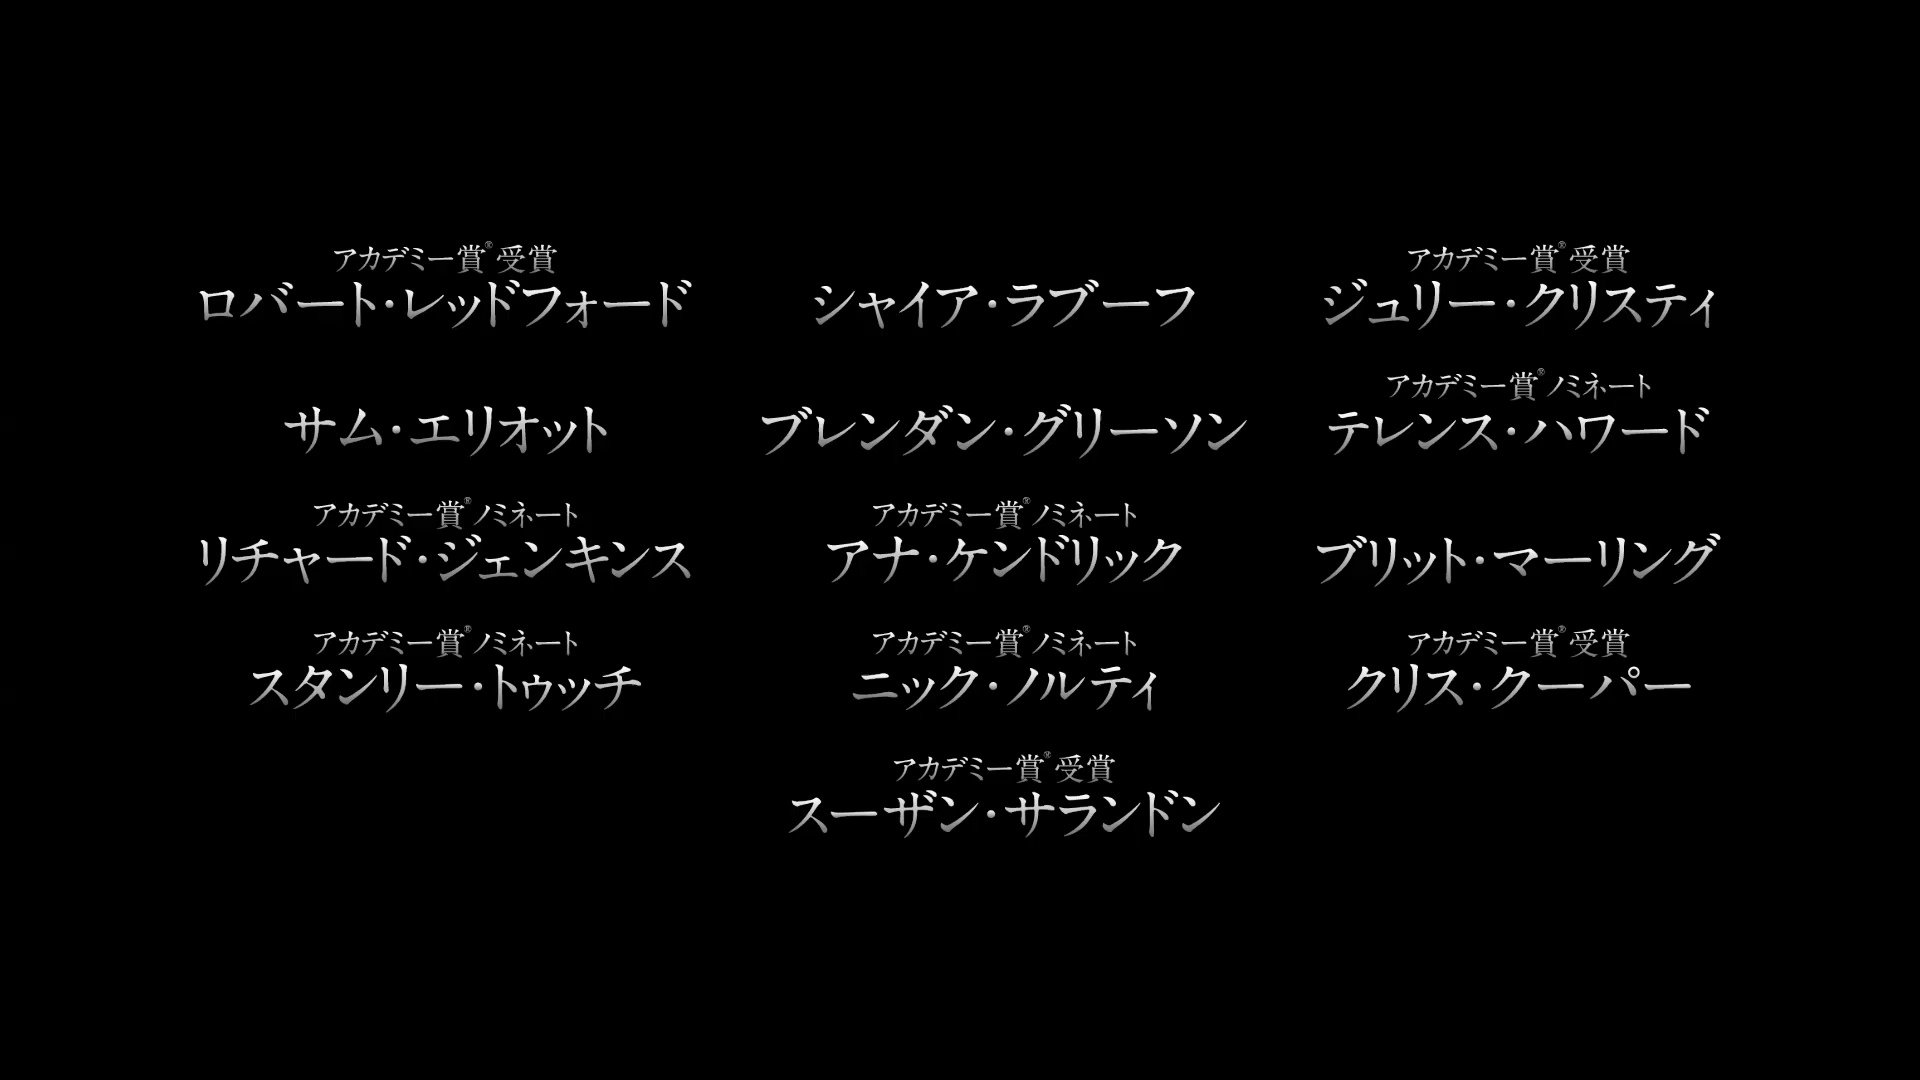 アカデミー賞®受賞
ロバート・レッドフォード
シャイア・ラブーフ
アカデミー賞®受賞
ジュリー・クリスティ
サム・エリオット
ブレンダン・グリーソン
アカデミー賞®ノミネート
テレンス・ハワード
アカデミー賞®ノミネート
リチャード・ジェンキンス
アカデミー賞®ノミネート
アナ・ケンドリック
ブリット・マーリング
アカデミー賞®ノミネート
スタンリー・トゥッチ
アカデミー賞®ノミネート
ニック・ノルティ
アカデミー賞®受賞
クリス・クーパー
アカデミー賞®受賞
スーザン・サランドン